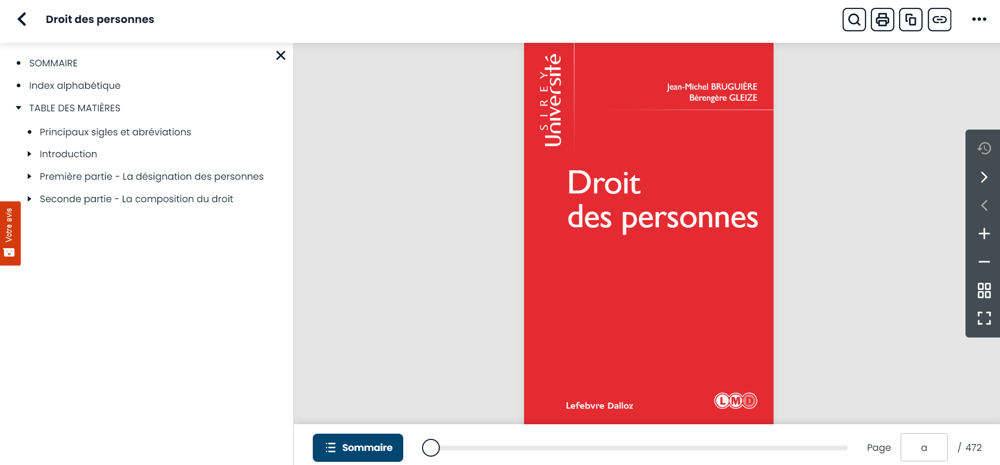 Droit des personnes
SOMMAIRE
Index alphabétique
TABLE DES MATIÈRES
Principaux sigles et abréviations
Introduction
Première partie - La désignation des personnes
Seconde partie - La composition du droit
Votre avis
SIREY
Université
Jean-Michel BRUGUIÈRE
Bérengère GLEIZE
Droit
des personnes
Lefebvre Dalloz
LMD
Sommaire
Page a / 472